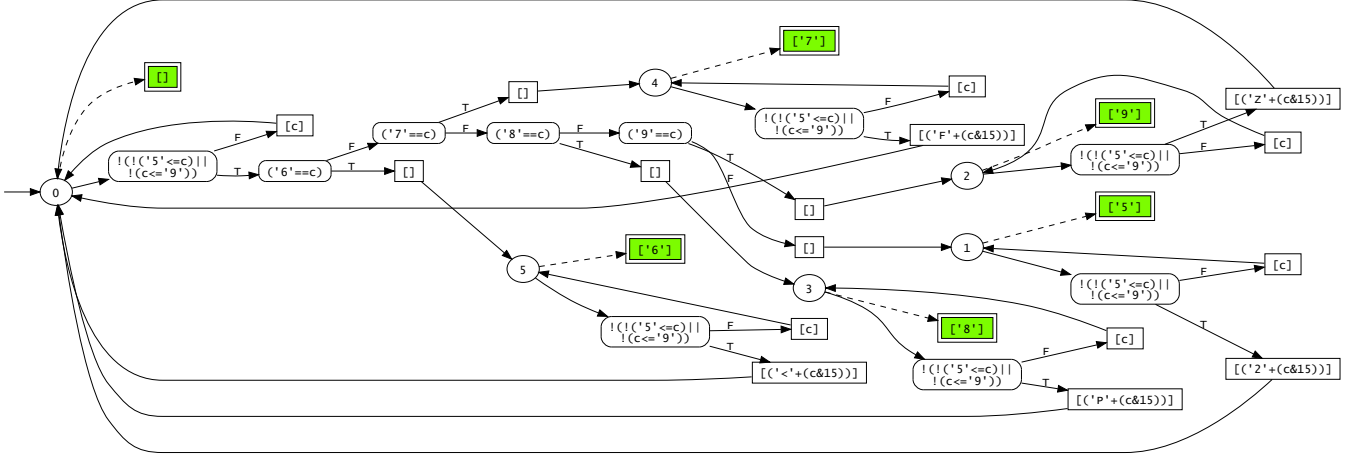 ['7']
[]
4
[]
[c]
[('Z'+(c&15))]
['9']
T
F
!(!('5'<=c)||
!(c<='9'))
T
[('F'+(c&15))]
T
F
[c]
!(!('5'<=c)||
!(c<='9'))
[c]
F
!(!('5'<=c)||
!(c<='9'))
T
('6'==c)
F
T
[]
('7'==c)
F
('8'==c)
F
T
('9'==c)
T
F
[]
2
0
[]
[]
1
['5']
['6']
5
3
[c]
!(!('5'<=c)||
!(c<='9'))
F
T
!(!('5'<=c)||
!(c<='9'))
F
[c]
T
[('<'+(c&15))]
['8']
[c]
!(!('5'<=c)||
!(c<='9'))
F
T
[('P'+(c&15))]
[('2'+(c&15))]